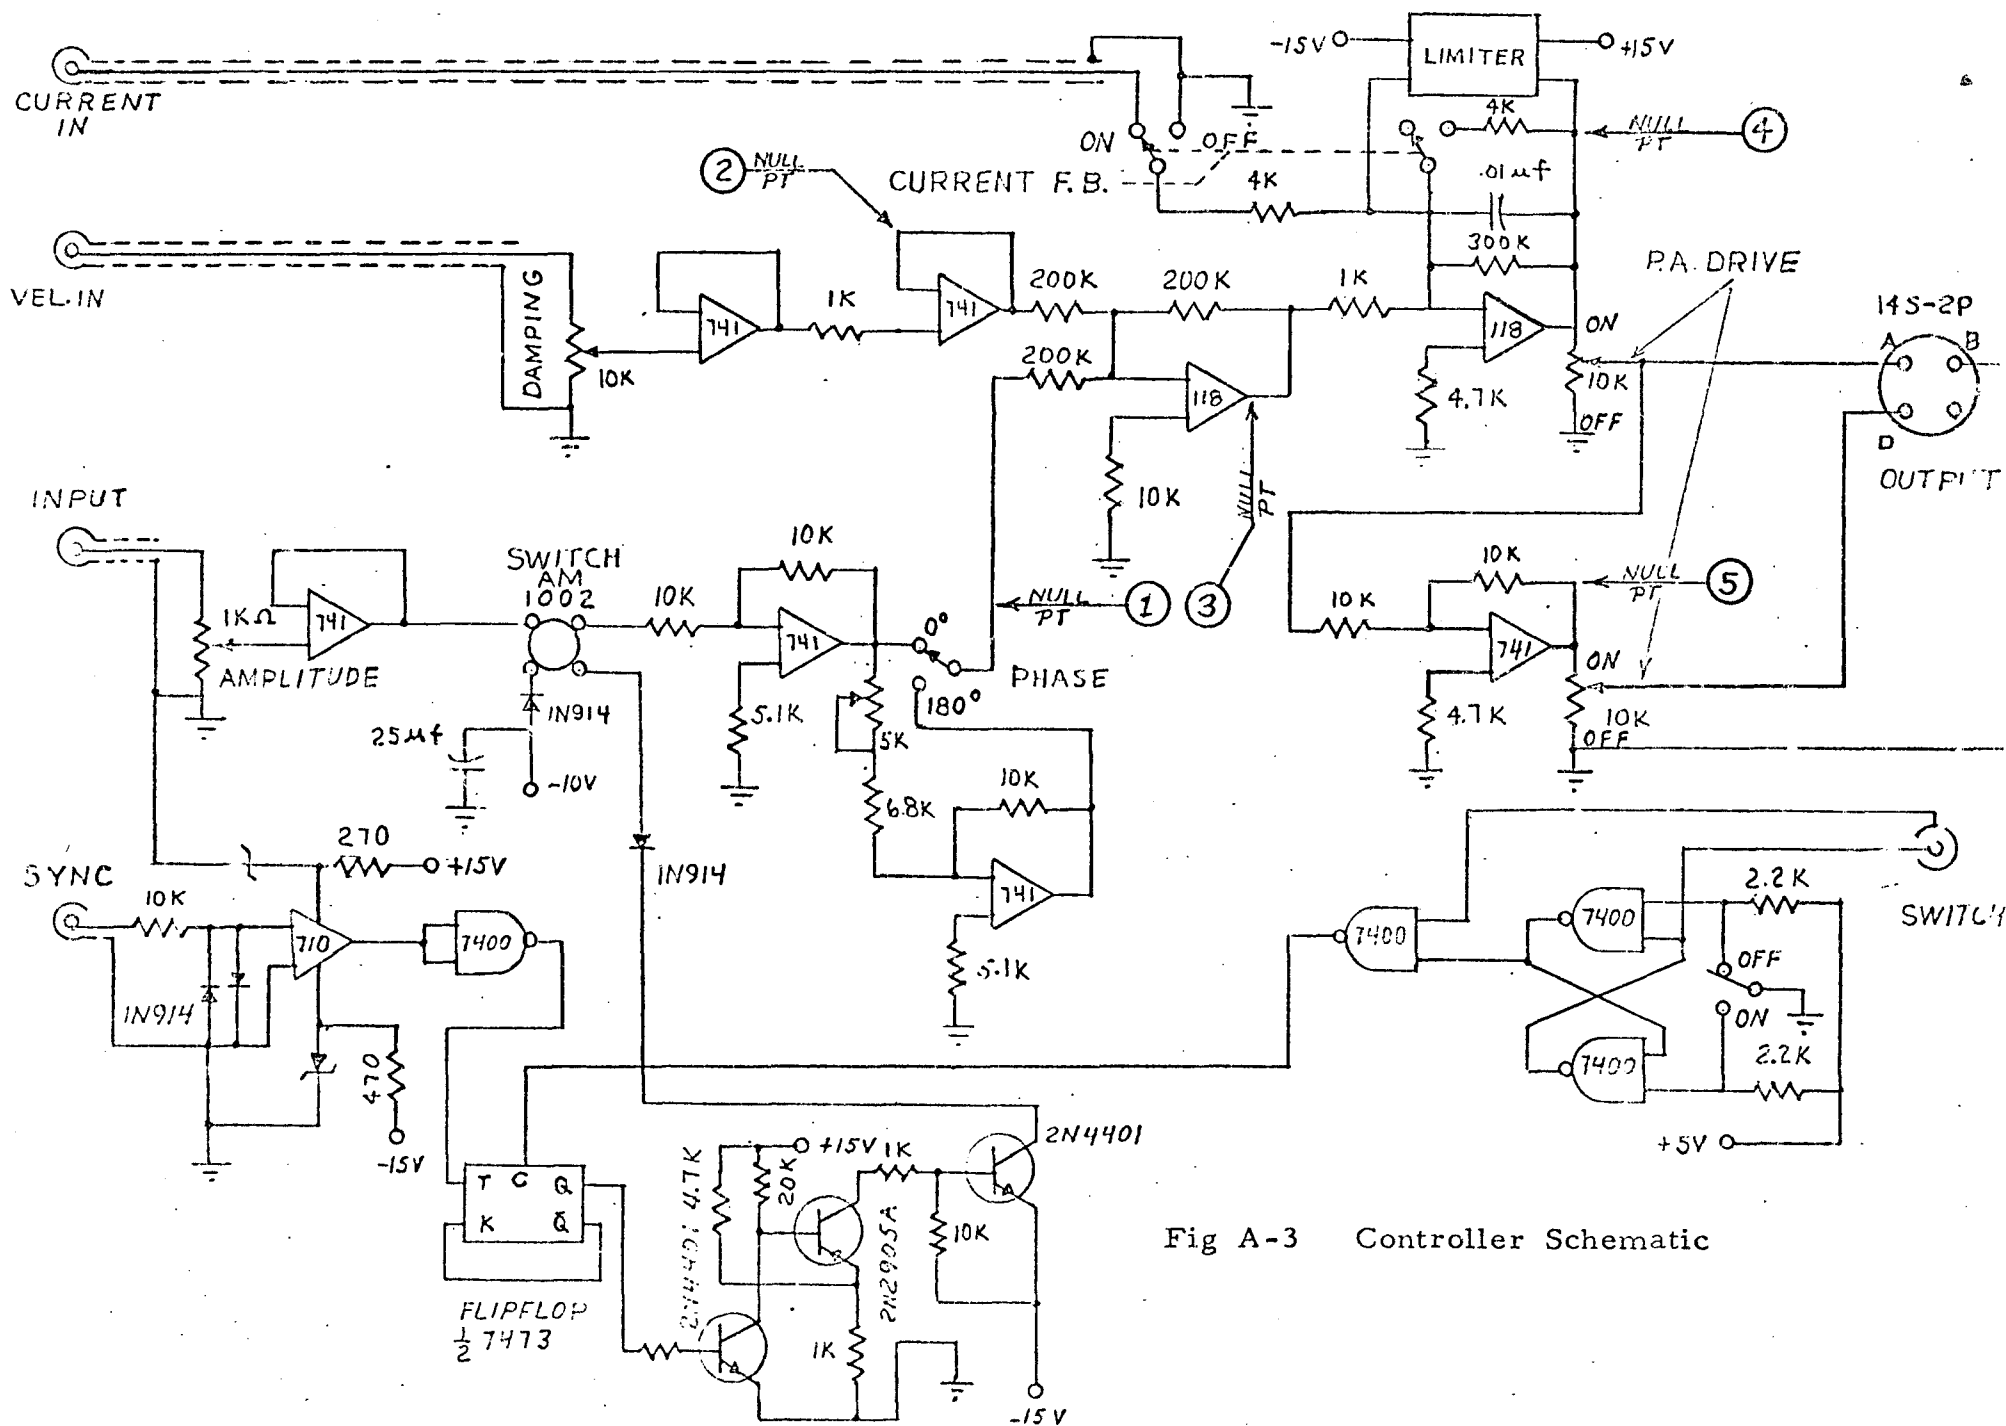 CURRENT
IN
-15V
LIMITER
+15V
4K
NULL
PT
4
ON
OFF
CURRENT F.B.
4K
.01 µf
300K
2
NULL
PT
VEL.IN
DAMPING
10K
741
1K
741
200K
200K
200K
118
10K
NULL
PT
3
1K
118
4.7K
ON
10K
OFF
P.A. DRIVE
14S-2P
A
B
D
OUTPUT
INPUT
1KΩ
AMPLITUDE
741
SWITCH
AM
1002
1N914
25µf
-10V
10K
10K
741
5.1K
0°
180°
PHASE
NULL
PT
1
5K
6.8K
10K
741
5.1K
10K
10K
741
4.7K
NULL
PT
5
ON
10K
OFF
SYNC
10K
270
+15V
710
1N914
470
-15V
7400
1N914
7400
7400
7400
2.2K
OFF
ON
2.2K
+5V
SWITCH
T C Q
K Q̄
FLIPFLOP
½ 7473
2N4401
4.7K
20K
+15V
2N2905A
1K
1K
10K
2N4401
-15V
Fig A-3 Controller Schematic